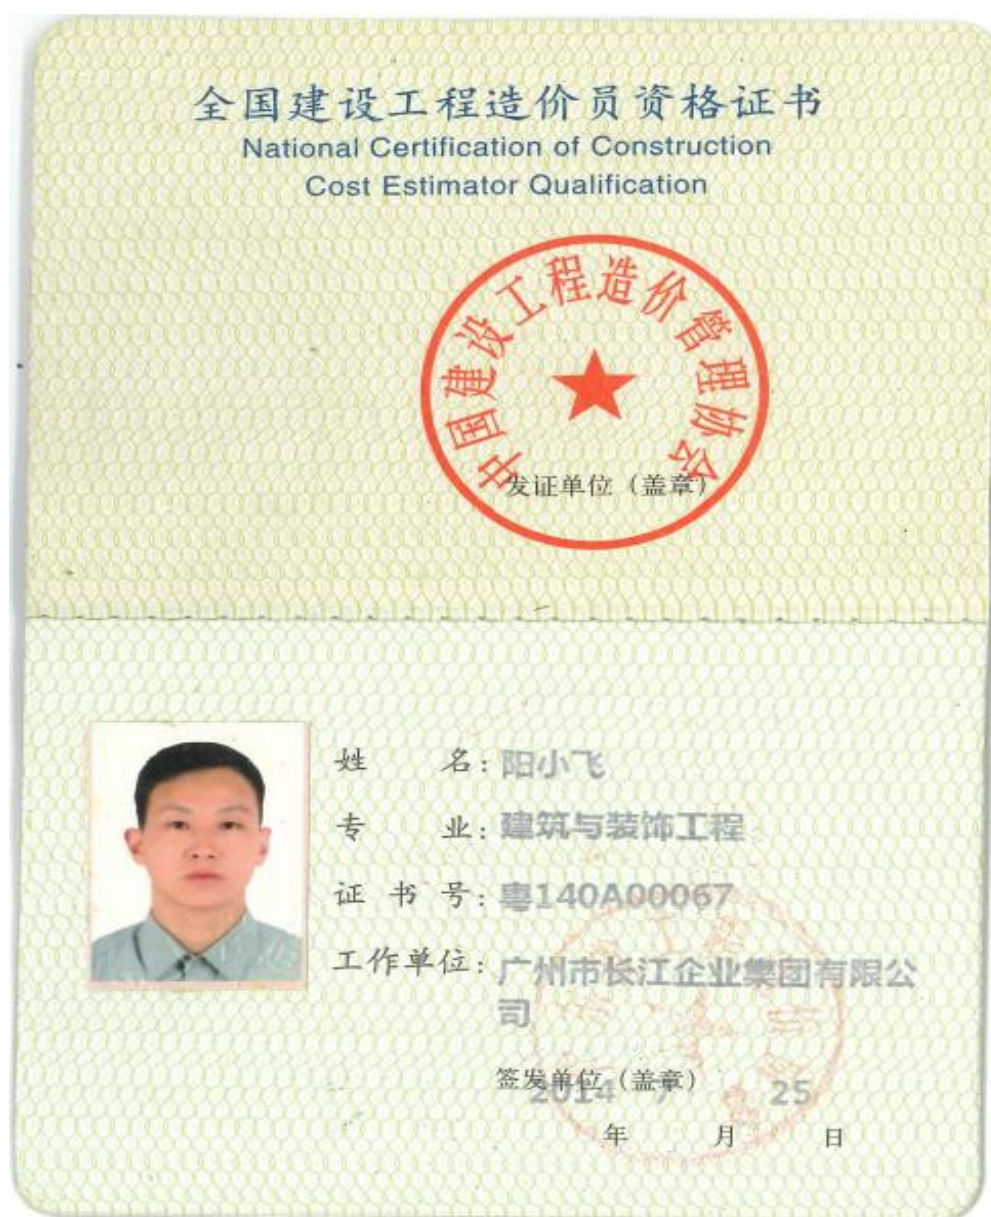 全国建设工程造价员资格证书
National Certification of Construction
Cost Estimator Qualification
中国建设工程造价管理协会
发证单位（盖章）
姓 名：阳小飞
专 业：建筑与装饰工程
证 书 号：粤140A00067
工作单位：广州市长江企业集团有限公
司
签发单位（盖章）
2014 7 25
年 月 日